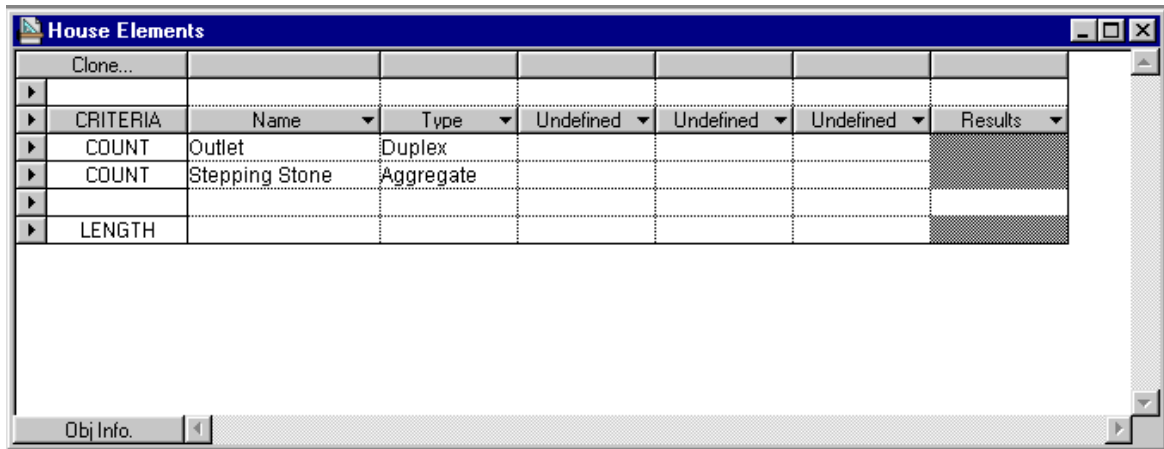 House Elements
Clone...
CRITERIA Name Type Undefined Undefined Undefined Results
COUNT Outlet Duplex
COUNT Stepping Stone Aggregate
LENGTH
Obj Info.